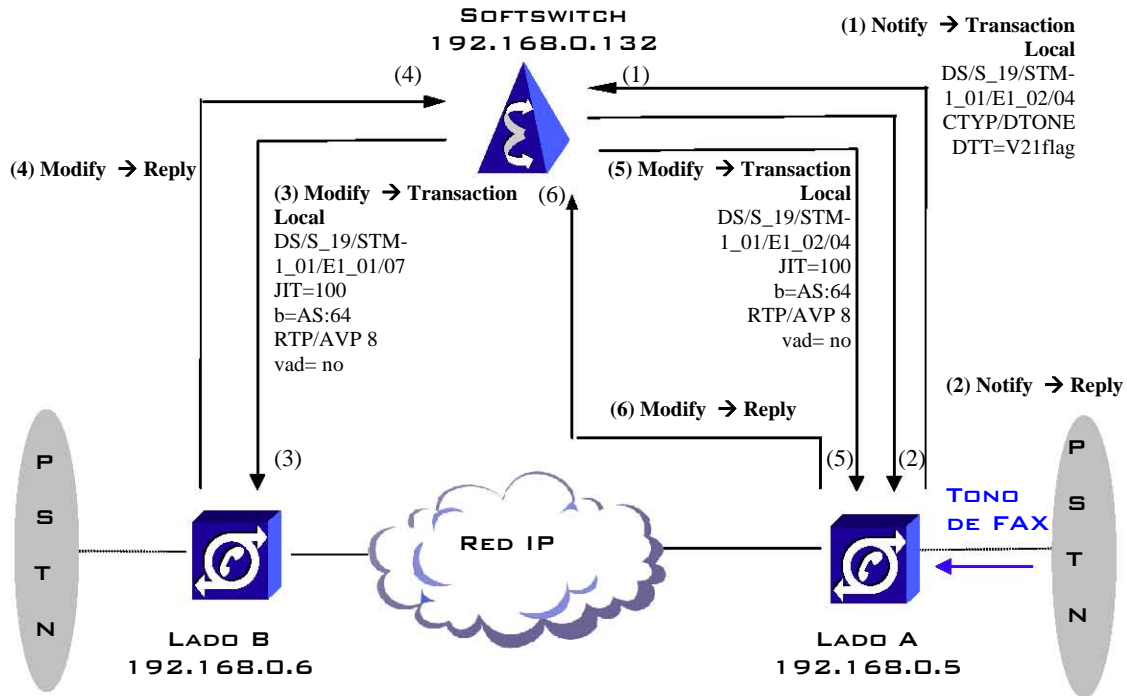 SOFTSWITCH
192.168.0.132
(1) Notify → Transaction
Local
DS/S_19/STM-
1_01/E1_02/04
CTYP/DTONE
DTT=V21flag
(4)
(1)
(4) Modify → Reply
(3) Modify → Transaction
Local
DS/S_19/STM-
1_01/E1_01/07
JIT=100
b=AS:64
RTP/AVP 8
vad= no
(6)
(5) Modify → Transaction
Local
DS/S_19/STM-
1_01/E1_02/04
JIT=100
b=AS:64
RTP/AVP 8
vad= no
(2) Notify → Reply
(6) Modify → Reply
(3)
(5)
(2)
P
S
T
N
RED IP
TONO
DE FAX
P
S
T
N
LADO B
192.168.0.6
LADO A
192.168.0.5